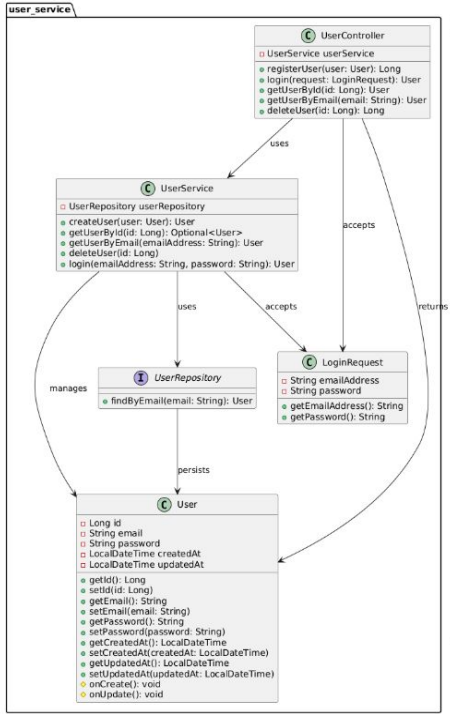 user_service
C UserController
UserService userService
registerUser(user: User): Long
login(request: LoginRequest): User
getUserById(id: Long): User
getUserByEmail(email: String): User
deleteUser(id: Long): Long
uses
C UserService
UserRepository userRepository
createUser(user: User): User
getUserById(id: Long): Optional<User>
getUserByEmail(emailAddress: String): User
deleteUser(id: Long)
login(emailAddress: String, password: String): User
uses
accepts
accepts
returns
manages
I UserRepository
findByEmail(email: String): User
C LoginRequest
String emailAddress
String password
getEmailAddress(): String
getPassword(): String
persists
C User
Long id
String email
String password
LocalDateTime createdAt
LocalDateTime updatedAt
getId(): Long
setId(id: Long)
getEmail(): String
setEmail(email: String)
getPassword(): String
setPassword(password: String)
getCreatedAt(): LocalDateTime
setCreatedAt(createdAt: LocalDateTime)
getUpdatedAt(): LocalDateTime
setUpdatedAt(updatedAt: LocalDateTime)
onCreate(): void
onUpdate(): void